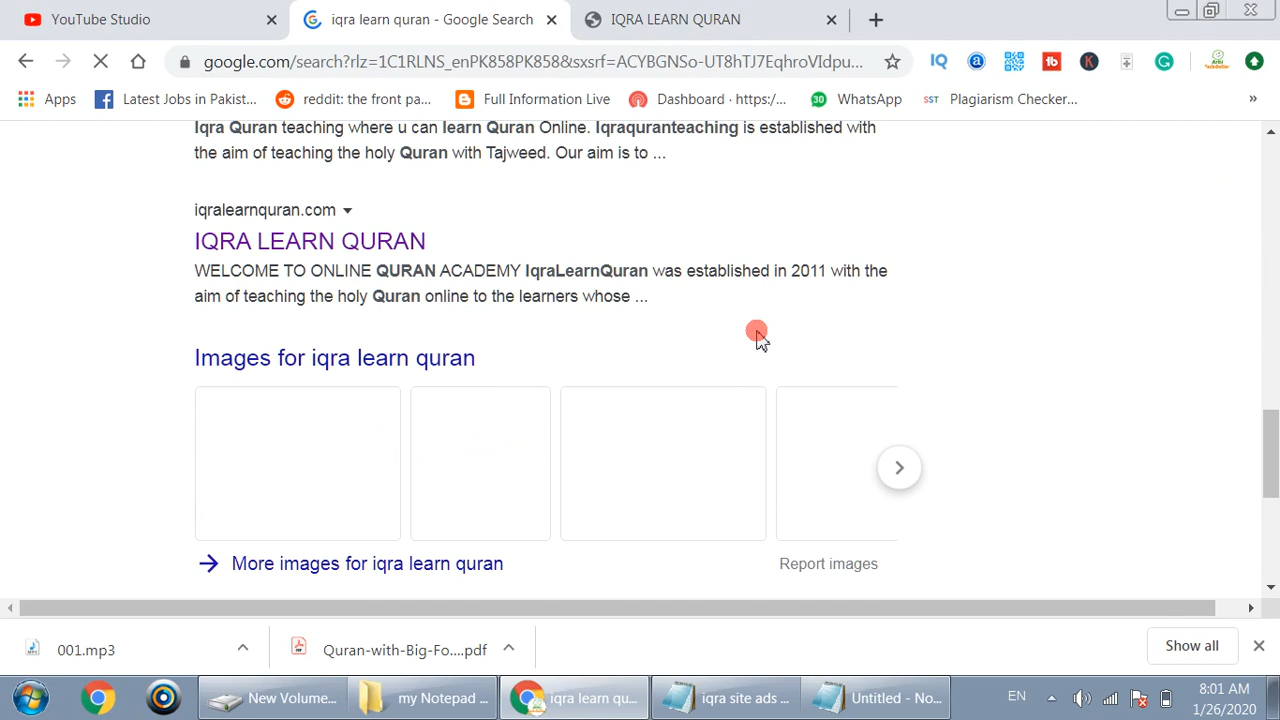 YouTube Studio
iqra learn quran - Google Search
IQRA LEARN QURAN
google.com/search?rlz=1C1RLNS_enPK858PK858&sxsrf=ACYBGNSo-UT8hTJ7EqhroVIdpu...
Apps
Latest Jobs in Pakist...
reddit: the front pa...
Full Information Live
Dashboard · https:/...
30
WhatsApp
SST
Plagiarism Checker...
»
Iqra Quran teaching where u can learn Quran Online. Iqraquranteaching is established with
the aim of teaching the holy Quran with Tajweed. Our aim is to ...
iqralearnquran.com
IQRA LEARN QURAN
WELCOME TO ONLINE QURAN ACADEMY IqraLearnQuran was established in 2011 with the
aim of teaching the holy Quran online to the learners whose ...
Images for iqra learn quran
More images for iqra learn quran
Report images
001.mp3
Quran-with-Big-Fo....pdf
Show all
New Volume...
my Notepad ...
iqra learn qu...
iqra site ads ...
Untitled - No...
EN
8:01 AM
1/26/2020